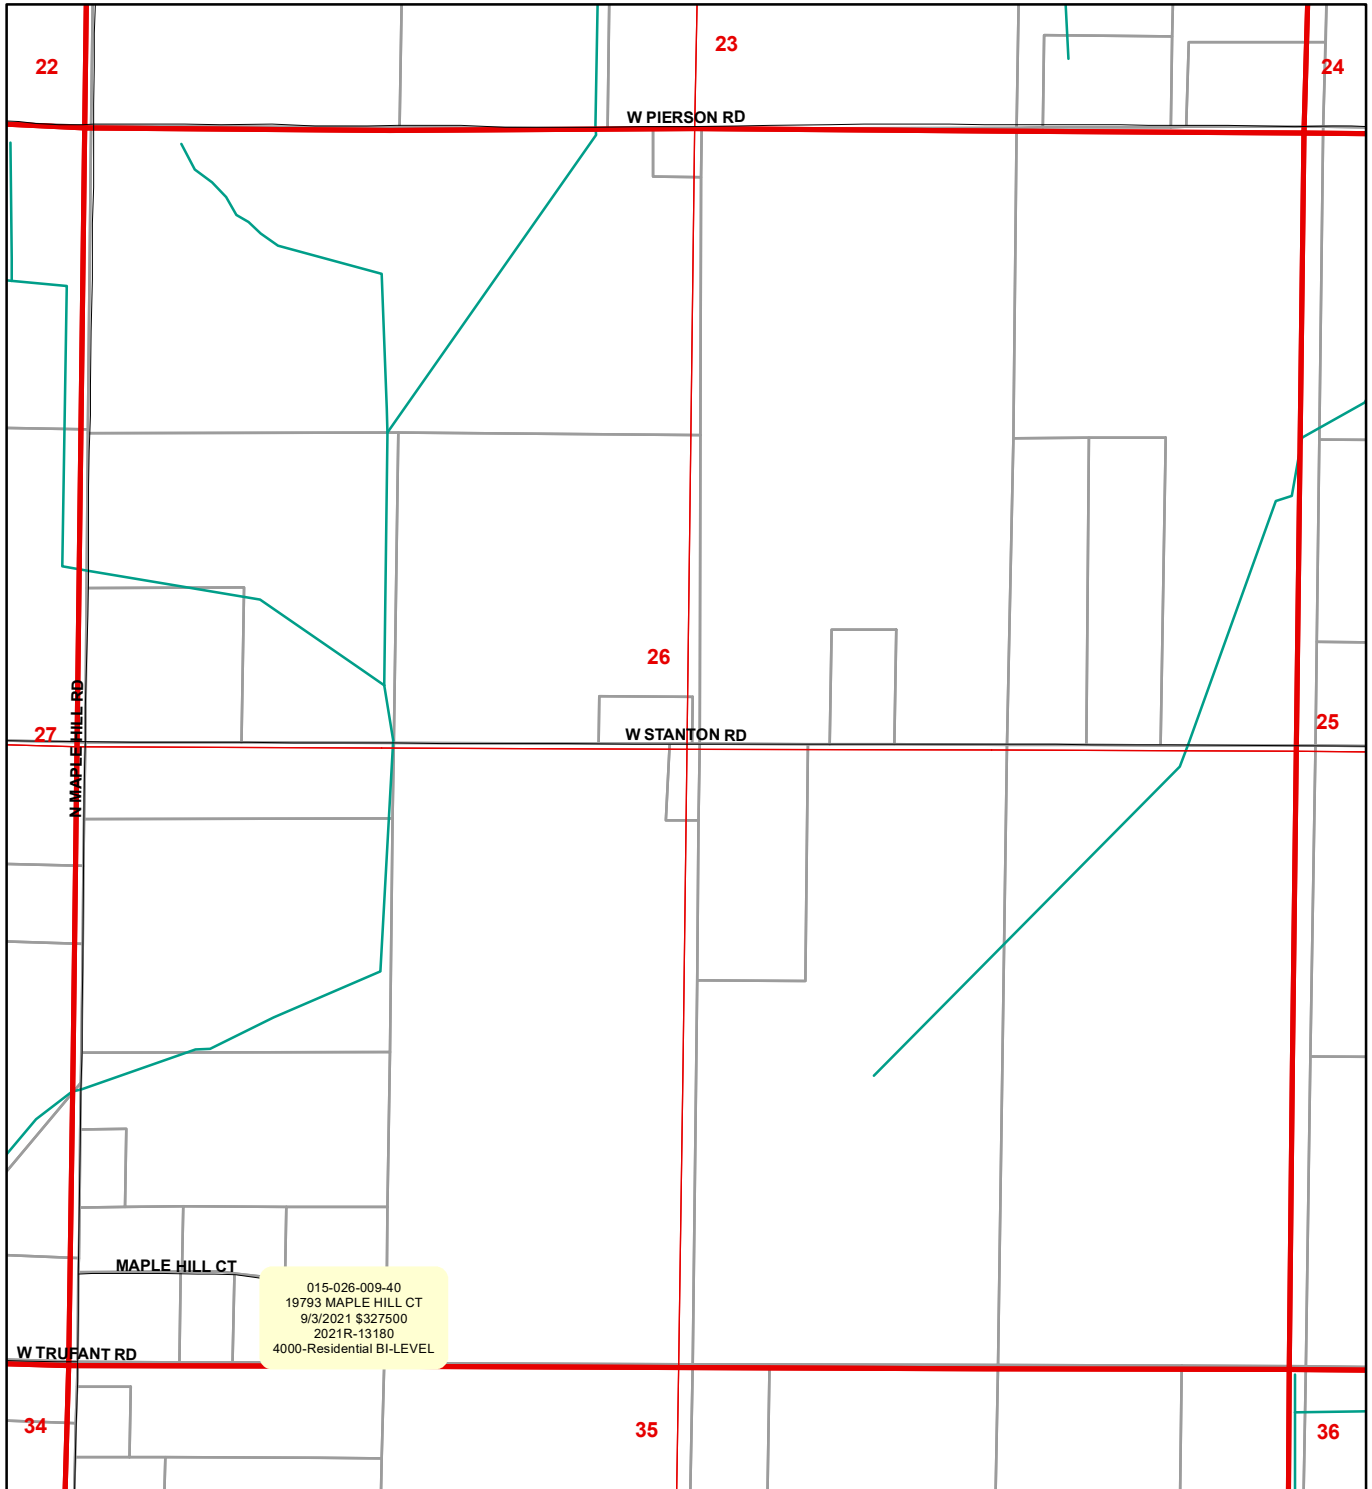 23
22
24
W PIERSON RD
26
N MAPLE HILL RD
27
W STANTON RD
25
MAPLE HILL CT
015-026-009-40
19793 MAPLE HILL CT
9/3/2021 $327500
2021R-13180
4000-Residential BI-LEVEL
W TRUFANT RD
34
35
36